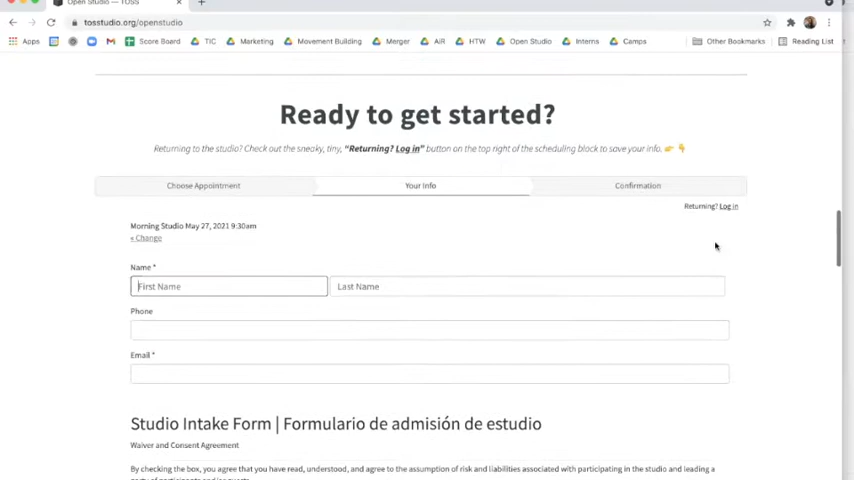 Open Studio — TOSS
tosstudio.org/openstudio
Apps Score Board TIC Marketing Movement Building Merger AiR HTW Open Studio Interns Camps Other Bookmarks Reading List
Ready to get started?
Returning to the studio? Check out the sneaky, tiny, “Returning? Log in” button on the top right of the scheduling block to save your info. 👉 👇
Choose Appointment Your Info Confirmation
Returning? Log in
Morning Studio May 27, 2021 9:30am
« Change
Name *
First Name Last Name
Phone
Email *
Studio Intake Form | Formulario de admisión de estudio
Waiver and Consent Agreement
By checking the box, you agree that you have read, understood, and agree to the assumption of risk and liabilities associated with participating in the studio and leading a